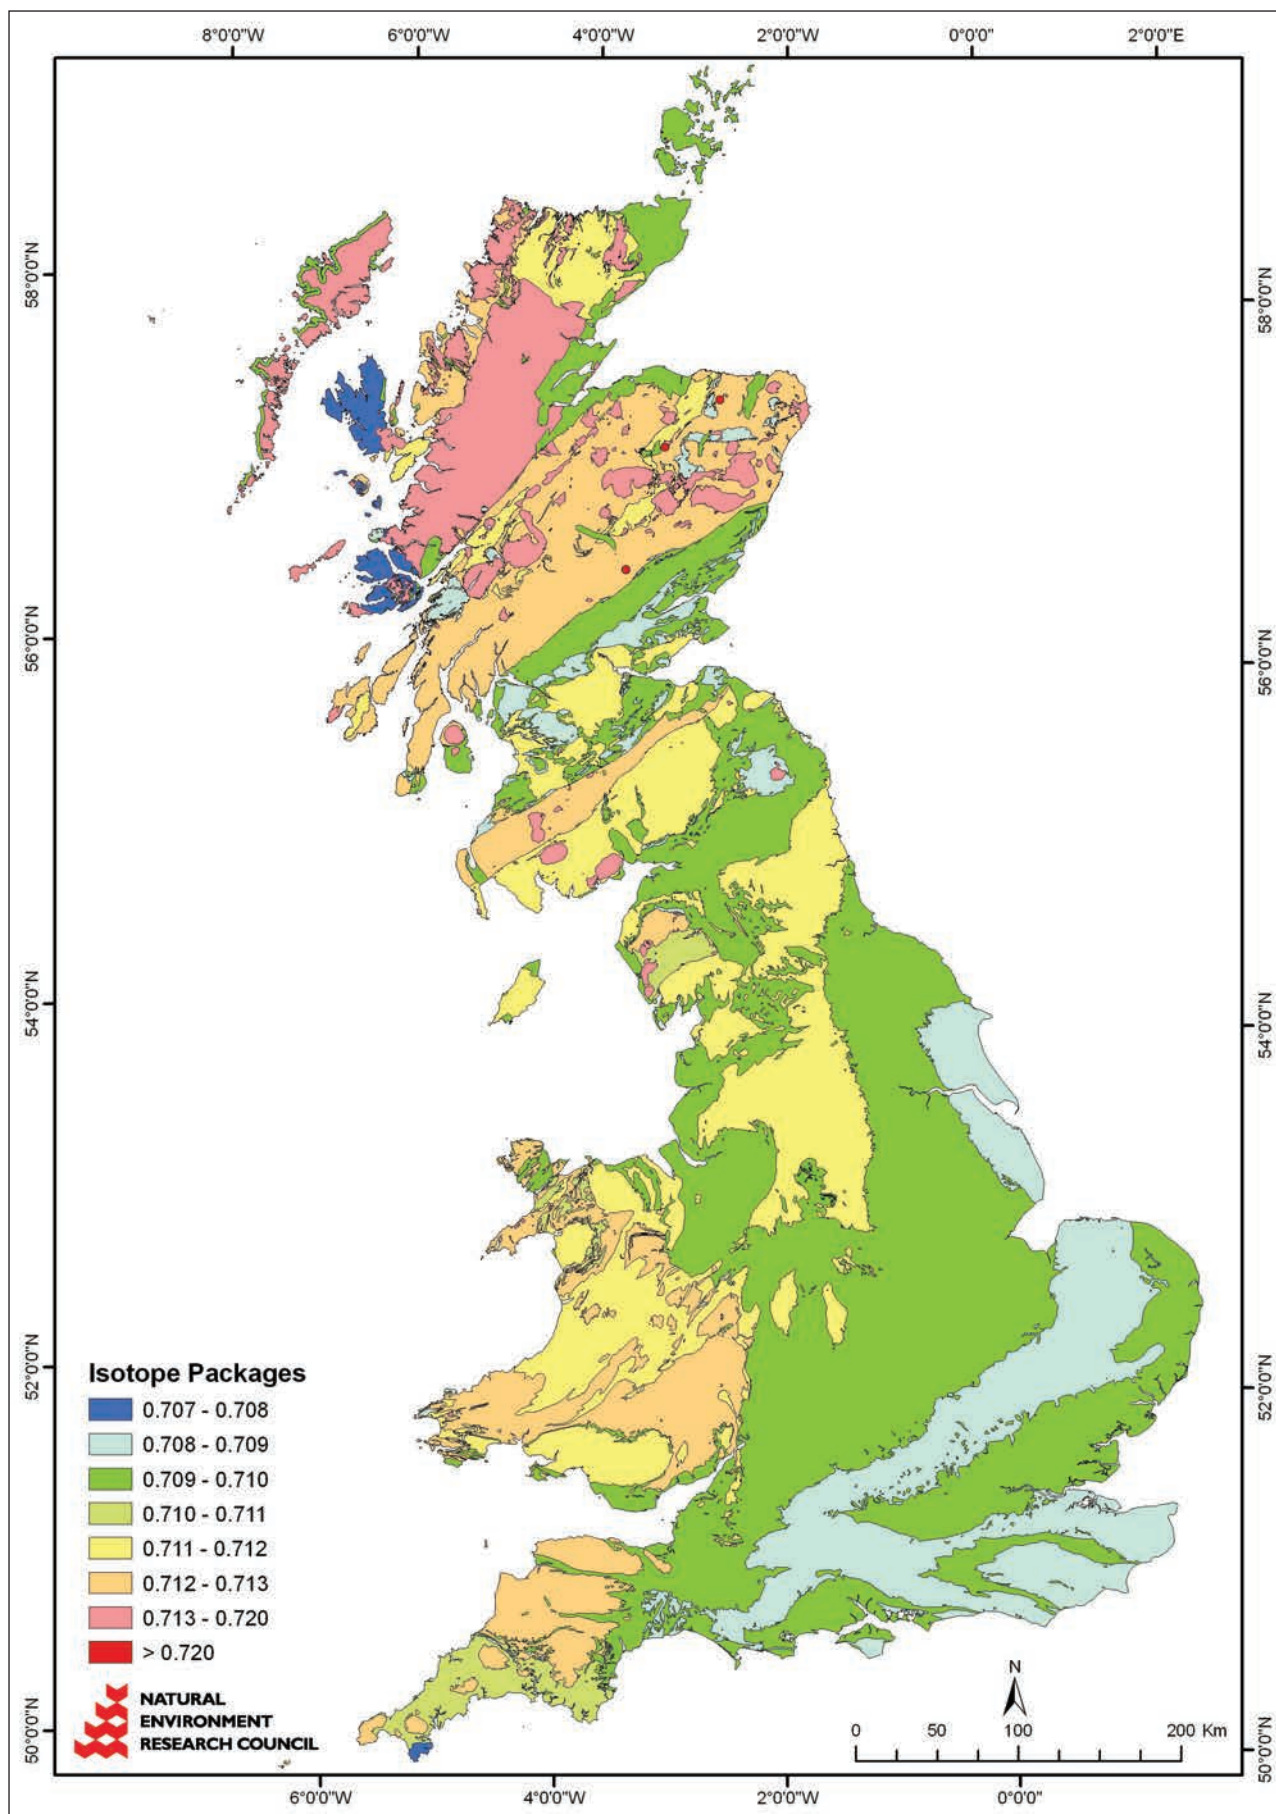 8°0'0"W 6°0'0"W 4°0'0"W 2°0'0"W 0°0'0" 2°0'0"E
58°0'0"N
58°0'0"N
56°0'0"N
56°0'0"N
54°0'0"N
54°0'0"N
52°0'0"N
52°0'0"N
Isotope Packages
0.707 - 0.708
0.708 - 0.709
0.709 - 0.710
0.710 - 0.711
0.711 - 0.712
0.712 - 0.713
0.713 - 0.720
> 0.720
NATURAL
ENVIRONMENT
RESEARCH COUNCIL
N
0 50 100 200 Km
50°0'0"N
50°0'0"N
6°0'0"W 4°0'0"W 2°0'0"W 0°0'0"